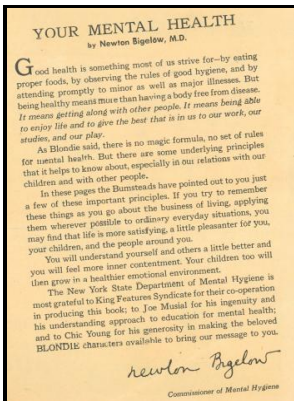 YOUR MENTAL HEALTH
by Newton Bigelow, M.D.
Good health is something most of us strive for—by eating
proper foods, by observing the rules of good hygiene, and by
attending promptly to minor as well as major illnesses. But
being healthy means more than having a body free from disease.
It means getting along with other people. It means being able
to enjoy life and to give the best that is in us to our work, our
studies, and our play.
As Blondie said, there is no magic formula, no set of rules
for mental health. But there are some underlying principles
that it helps to know about, especially in our relations with our
children and with other people.
In these pages the Bumsteads have pointed out to you just
a few of these important principles. If you try to remember
these things as you go about the business of living, applying
them wherever possible to ordinary everyday situations, you
may find that life is more satisfying, a little pleasanter for you,
your children, and the people around you.
You will understand yourself and others a little better and
you will feel more inner contentment. Your children too will
then grow in a healthier emotional environment.
The New York State Department of Mental Hygiene is
most grateful to King Features Syndicate for their co-operation
in producing this book; to Joe Musial for his ingenuity and
his understanding approach to education for mental health;
and to Chic Young for his generosity in making the beloved
BLONDIE characters available to bring our message to you.
Newton Bigelow
Commissioner of Mental Hygiene